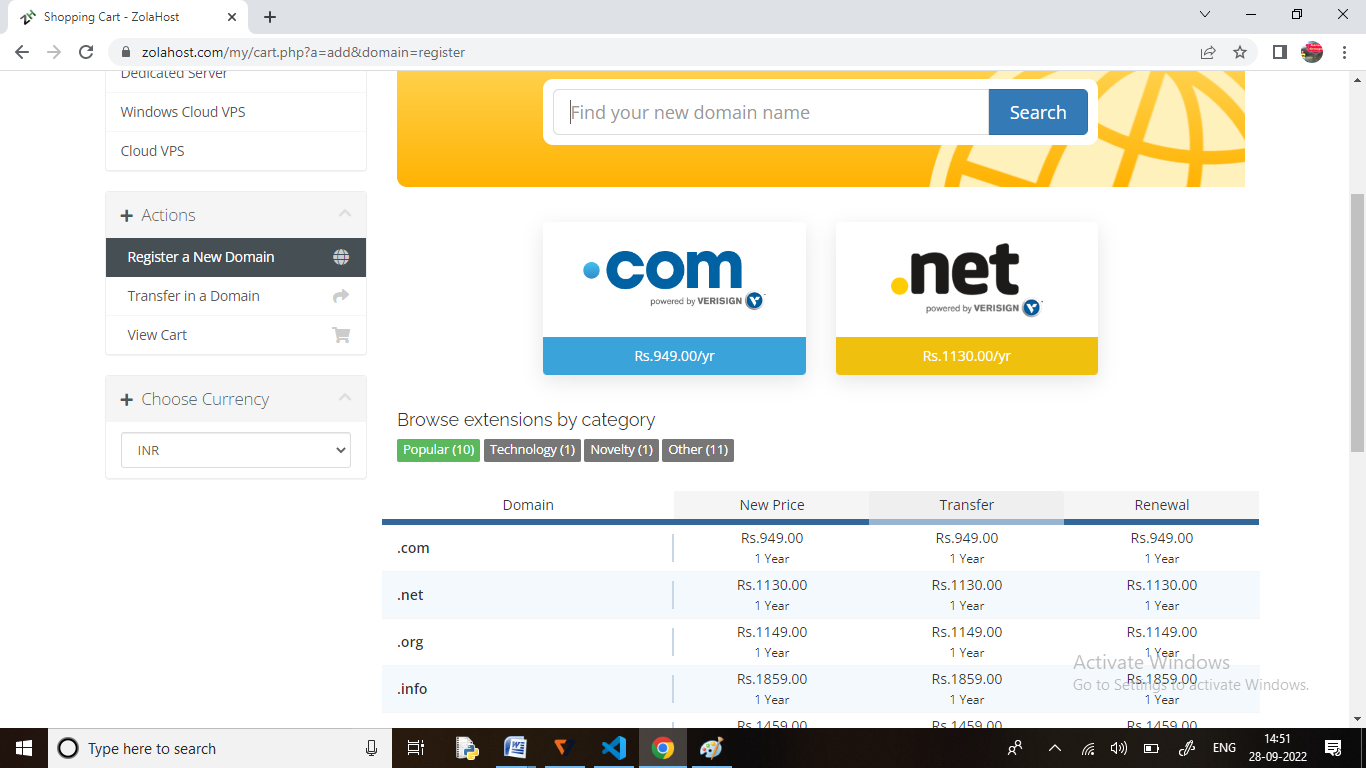 Shopping Cart - ZolaHost
zolahost.com/my/cart.php?a=add&domain=register
Dedicated Server
Windows Cloud VPS
Cloud VPS
Actions
Register a New Domain
Transfer in a Domain
View Cart
Choose Currency
INR
Find your new domain name
Search
.com
powered by VERISIGN
Rs.949.00/yr
.net
powered by VERISIGN
Rs.1130.00/yr
Browse extensions by category
Popular (10) Technology (1) Novelty (1) Other (11)
Domain New Price Transfer Renewal
.com Rs.949.00 Rs.949.00 Rs.949.00
1 Year 1 Year 1 Year
.net Rs.1130.00 Rs.1130.00 Rs.1130.00
1 Year 1 Year 1 Year
.org Rs.1149.00 Rs.1149.00 Rs.1149.00
1 Year 1 Year 1 Year
.info Rs.1859.00 Rs.1859.00 Rs.1859.00
1 Year 1 Year 1 Year
Rs.1459.00 Rs.1459.00 Rs.1459.00
Activate Windows
Go to Settings to activate Windows.
Type here to search
ENG
14:51
28-09-2022